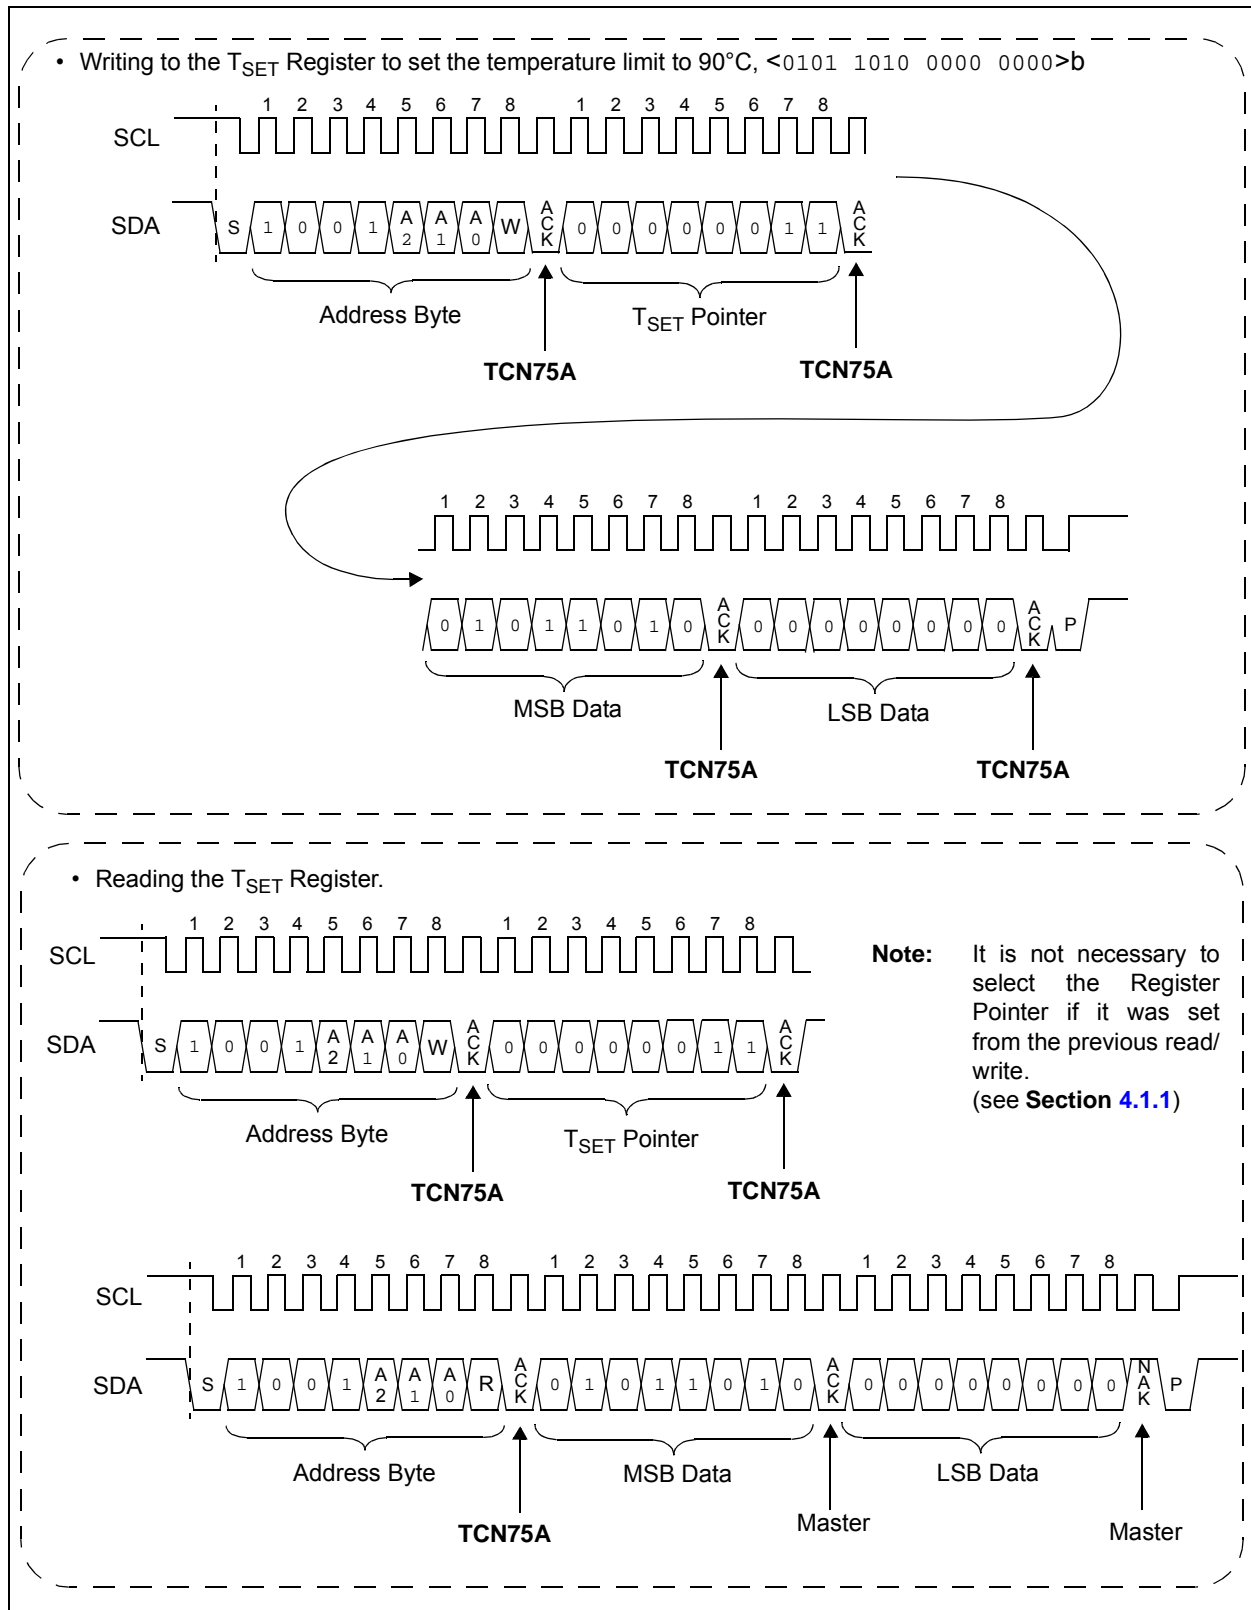 • Writing to the TSET Register to set the temperature limit to 90°C, <0101 1010 0000 0000>b
1 2 3 4 5 6 7 8 1 2 3 4 5 6 7 8
SCL
SDA S 1 0 0 1 A2 A1 A0 W ACK 0 0 0 0 0 0 1 1 ACK
Address Byte TSET Pointer
TCN75A TCN75A
1 2 3 4 5 6 7 8 1 2 3 4 5 6 7 8
0 1 0 1 1 0 1 0 ACK 0 0 0 0 0 0 0 0 ACK P
MSB Data LSB Data
TCN75A TCN75A
• Reading the TSET Register.
1 2 3 4 5 6 7 8 1 2 3 4 5 6 7 8
SCL
SDA S 1 0 0 1 A2 A1 A0 W ACK 0 0 0 0 0 0 1 1 ACK
Address Byte TSET Pointer
TCN75A TCN75A
Note: It is not necessary to
select the Register
Pointer if it was set
from the previous read/
write.
(see Section 4.1.1)
1 2 3 4 5 6 7 8 1 2 3 4 5 6 7 8 1 2 3 4 5 6 7 8
SCL
SDA S 1 0 0 1 A2 A1 A0 R ACK 0 1 0 1 1 0 1 0 ACK 0 0 0 0 0 0 0 0 NAK P
Address Byte MSB Data LSB Data
TCN75A Master Master